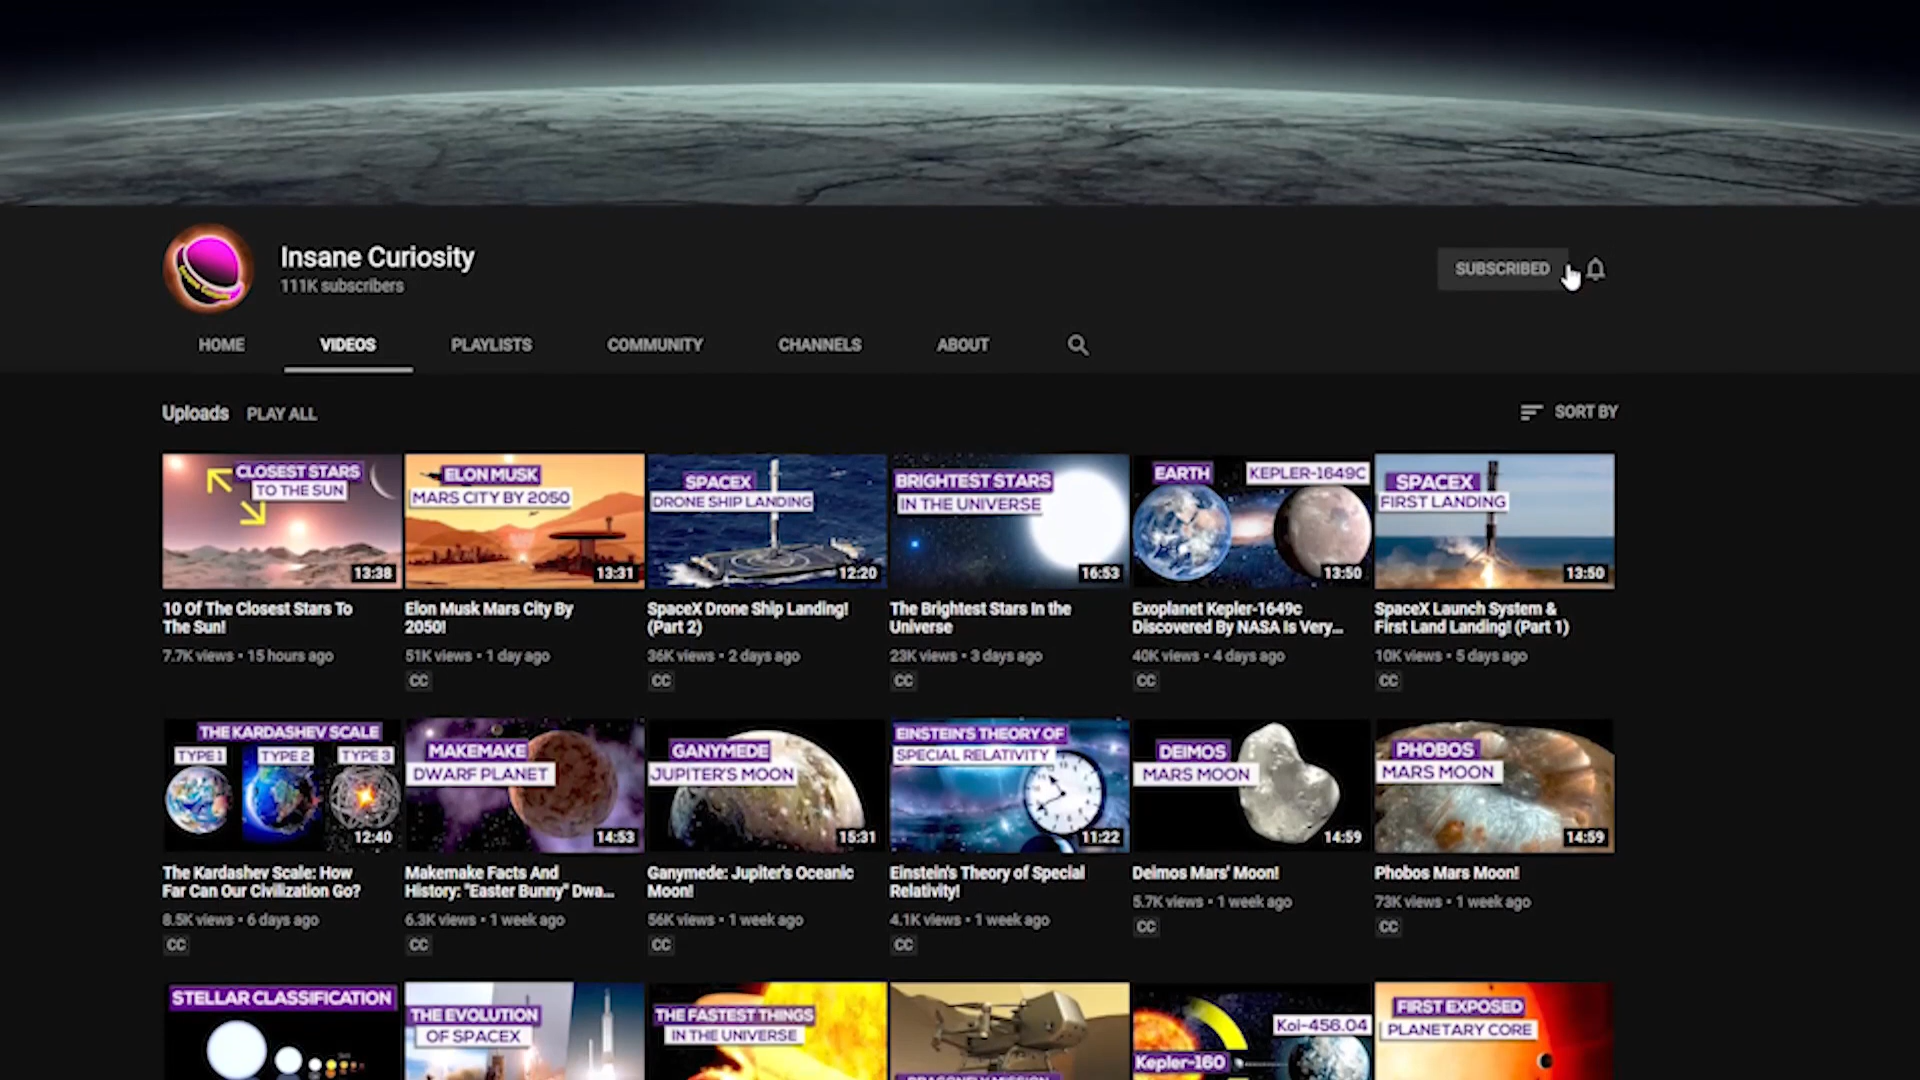 Insane Curiosity
111K subscribers
SUBSCRIBED
HOME VIDEOS PLAYLISTS COMMUNITY CHANNELS ABOUT
Uploads PLAY ALL SORT BY
CLOSEST STARS
TO THE SUN
13:38
ELON MUSK
MARS CITY BY 2050
13:31
SPACEX
DRONE SHIP LANDING
12:20
BRIGHTEST STARS
IN THE UNIVERSE
16:53
EARTH KEPLER-1649C
13:50
SPACEX
FIRST LANDING
13:50
10 Of The Closest Stars To
The Sun!
7.7K views • 15 hours ago
Elon Musk Mars City By
2050!
51K views • 1 day ago
CC
SpaceX Drone Ship Landing!
(Part 2)
36K views • 2 days ago
CC
The Brightest Stars In the
Universe
23K views • 3 days ago
CC
Exoplanet Kepler-1649c
Discovered By NASA Is Very...
40K views • 4 days ago
CC
SpaceX Launch System &
First Land Landing! (Part 1)
10K views • 5 days ago
CC
THE KARDASHEV SCALE
TYPE 1 TYPE 2 TYPE 3
12:40
MAKEMAKE
DWARF PLANET
14:53
GANYMEDE
JUPITER'S MOON
15:31
EINSTEIN'S THEORY OF
SPECIAL RELATIVITY
11:22
DEIMOS
MARS MOON
14:59
PHOBOS
MARS MOON
14:59
The Kardashev Scale: How
Far Can Our Civilization Go?
8.5K views • 6 days ago
CC
Makemake Facts And
History: "Easter Bunny" Dwa...
6.3K views • 1 week ago
CC
Ganymede: Jupiter's Oceanic
Moon!
56K views • 1 week ago
CC
Einstein's Theory of Special
Relativity!
4.1K views • 1 week ago
CC
Deimos Mars' Moon!
5.7K views • 1 week ago
CC
Phobos Mars Moon!
73K views • 1 week ago
CC
STELLAR CLASSIFICATION
THE EVOLUTION
OF SPACEX
THE FASTEST THINGS
IN THE UNIVERSE
DRAGONFLY MISSION
Koi-456.04
Kepler-160
FIRST EXPOSED
PLANETARY CORE